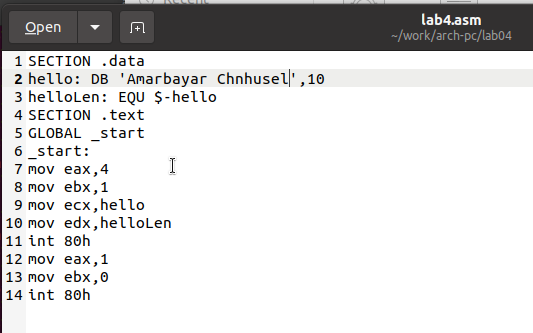 Recent
Open
lab4.asm
~/work/arch-pc/lab04
1 SECTION .data
2 hello: DB 'Amarbayar Chnhusel',10
3 helloLen: EQU $-hello
4 SECTION .text
5 GLOBAL _start
6 _start:
7 mov eax,4
8 mov ebx,1
9 mov ecx,hello
10 mov edx,helloLen
11 int 80h
12 mov eax,1
13 mov ebx,0
14 int 80h